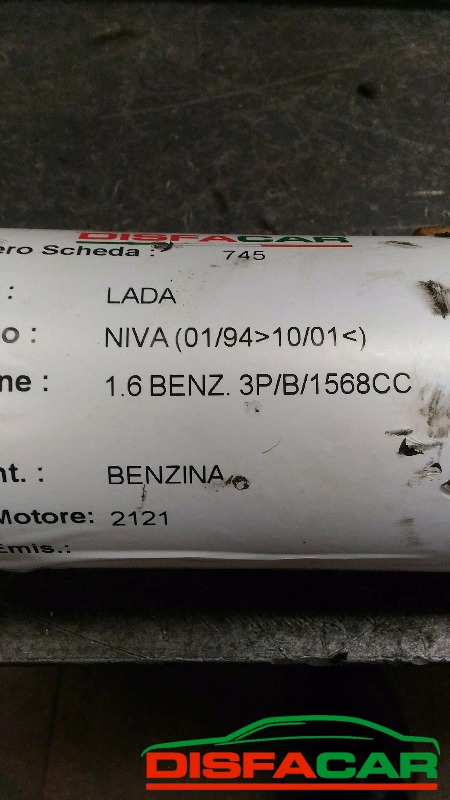 DISFACAR
ero Scheda : 745
: LADA
o : NIVA (01/94>10/01<)
ne : 1.6 BENZ. 3P/B/1568CC
nt. : BENZINA
Motore: 2121
Emis.:
DISFACAR